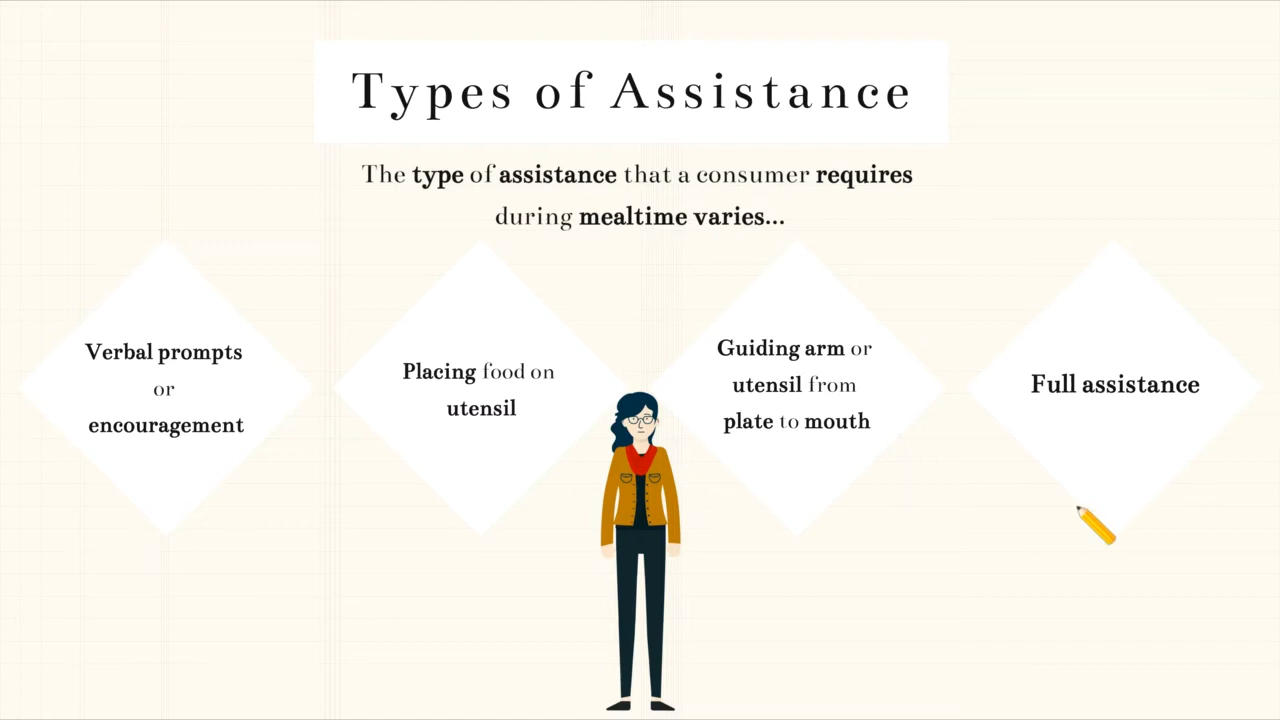 Types of Assistance
The type of assistance that a consumer requires
during mealtime varies...
Verbal prompts
or
encouragement
Placing food on
utensil
Guiding arm or
utensil from
plate to mouth
Full assistance